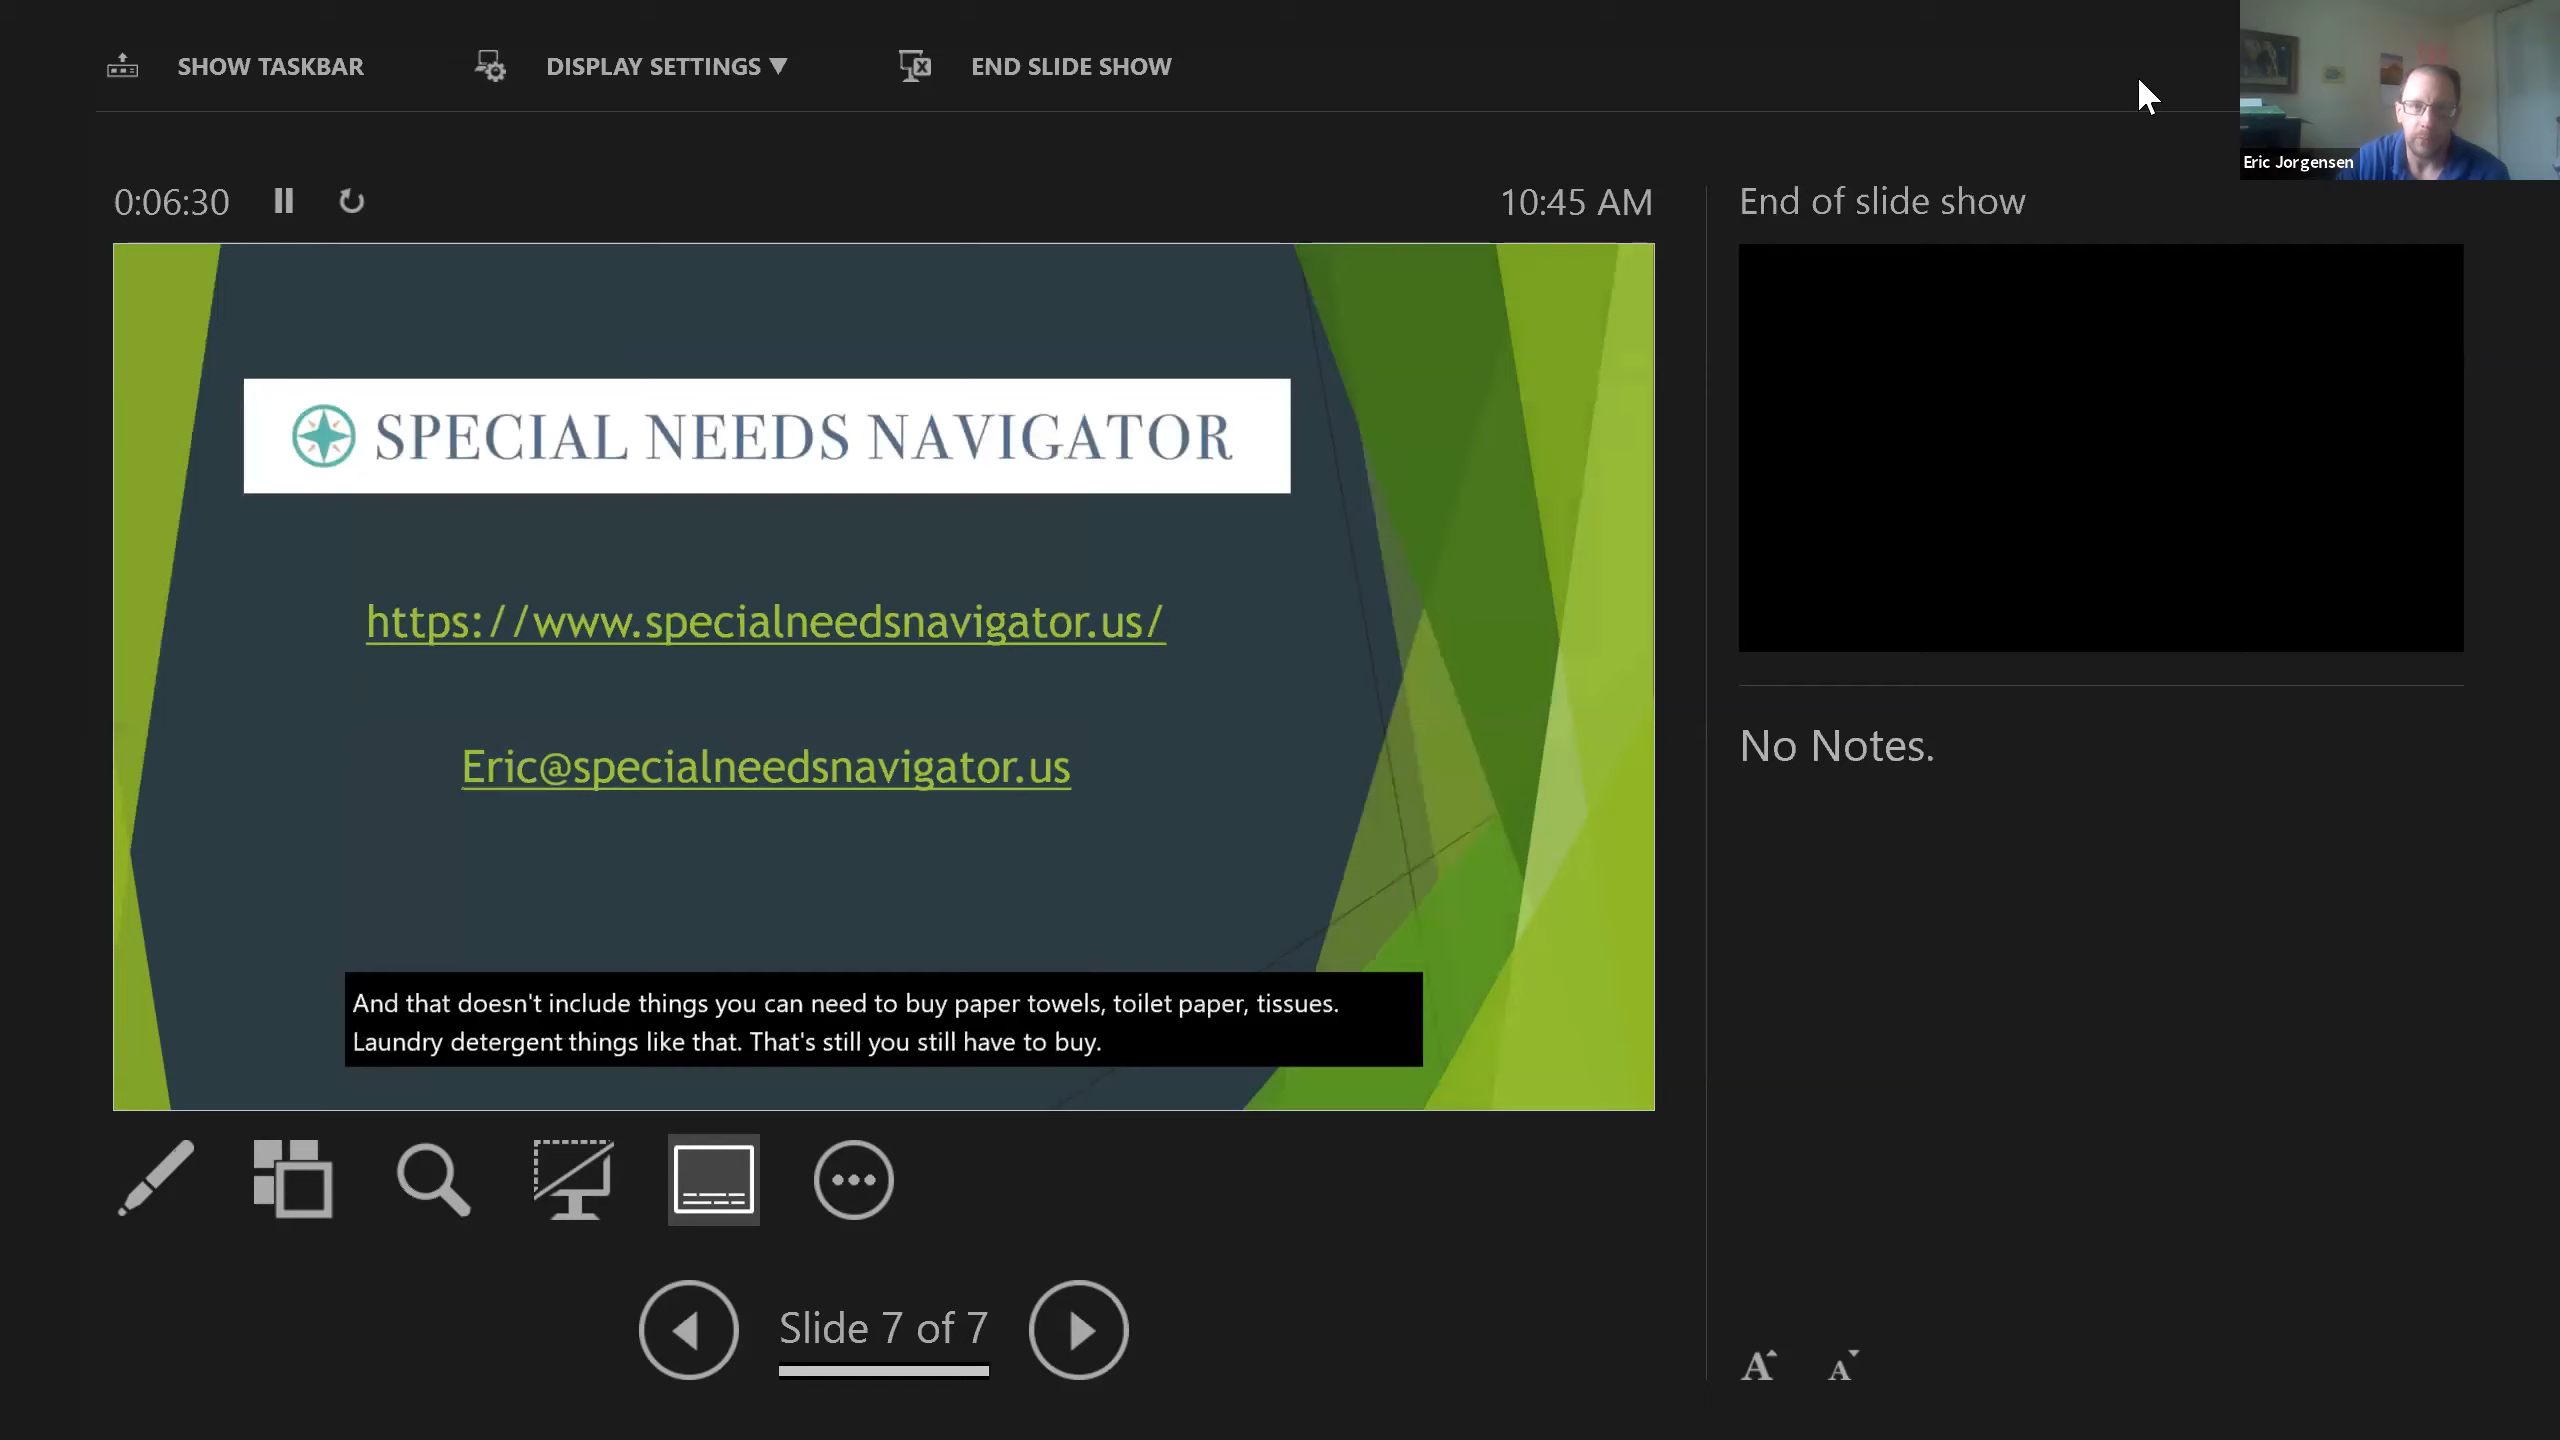 SHOW TASKBAR
DISPLAY SETTINGS ▼
END SLIDE SHOW
Eric Jorgensen
0:06:30
10:45 AM
End of slide show
SPECIAL NEEDS NAVIGATOR
https://www.specialneedsnavigator.us/
Eric@specialneedsnavigator.us
And that doesn't include things you can need to buy paper towels, toilet paper, tissues.
Laundry detergent things like that. That's still you still have to buy.
No Notes.
Slide 7 of 7
A
A